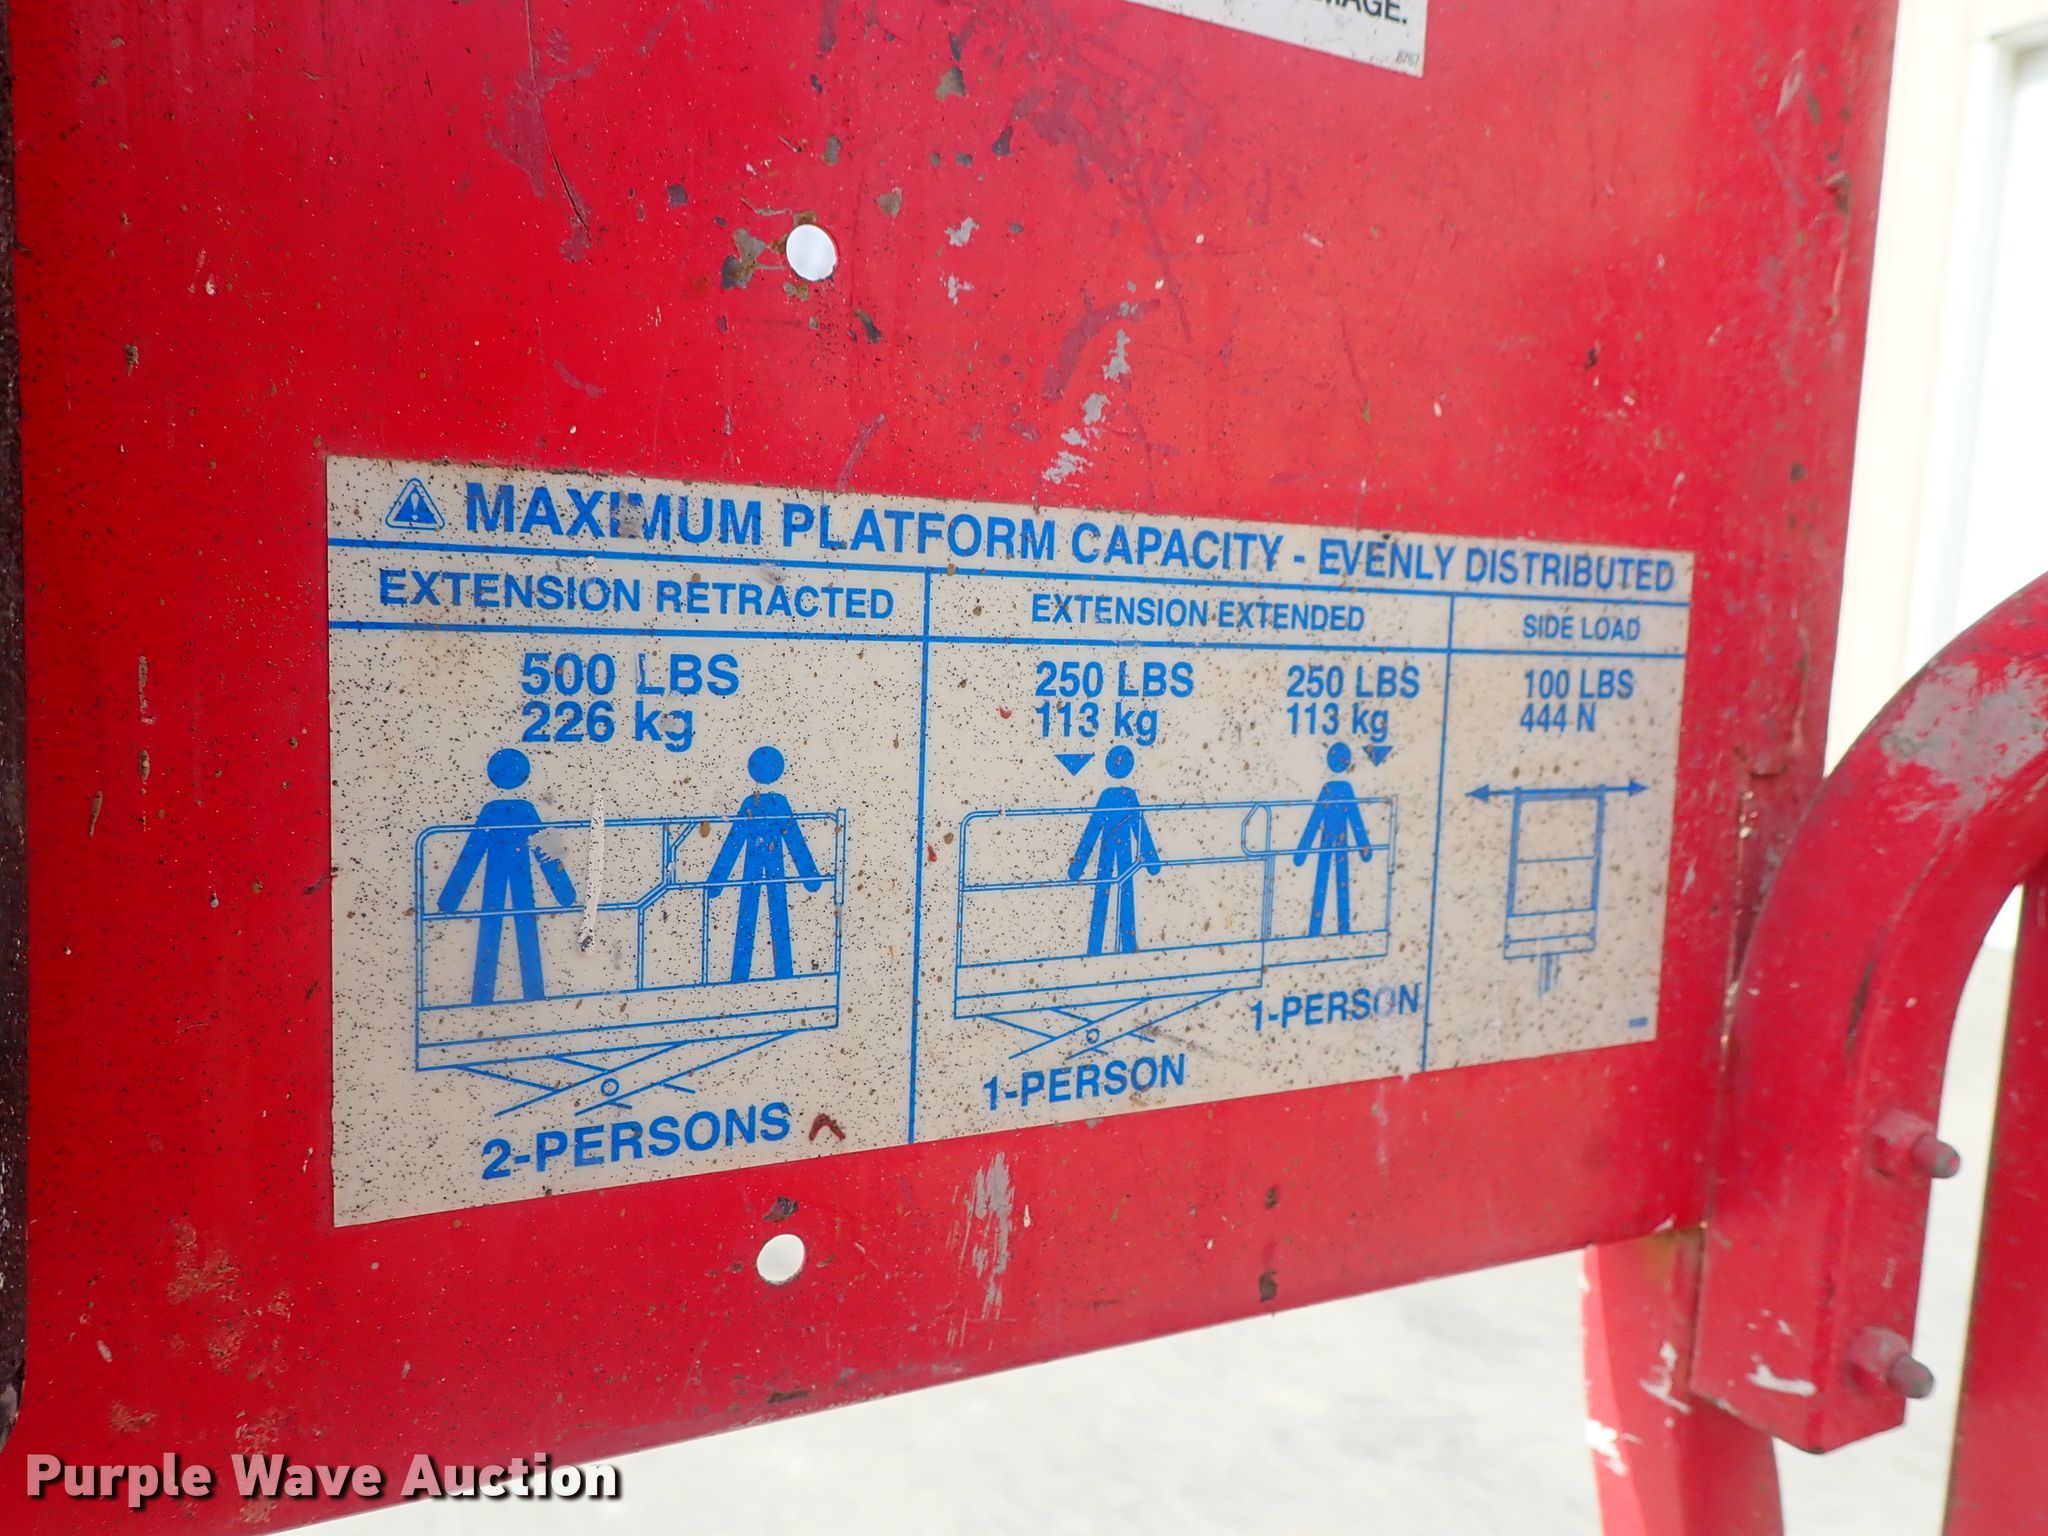 8767
MAXIMUM PLATFORM CAPACITY - EVENLY DISTRIBUTED
EXTENSION RETRACTED
500 LBS
226 kg
2-PERSONS
EXTENSION EXTENDED
250 LBS
113 kg
1-PERSON
250 LBS
113 kg
1-PERSON
SIDE LOAD
100 LBS
444 N
Purple Wave Auction